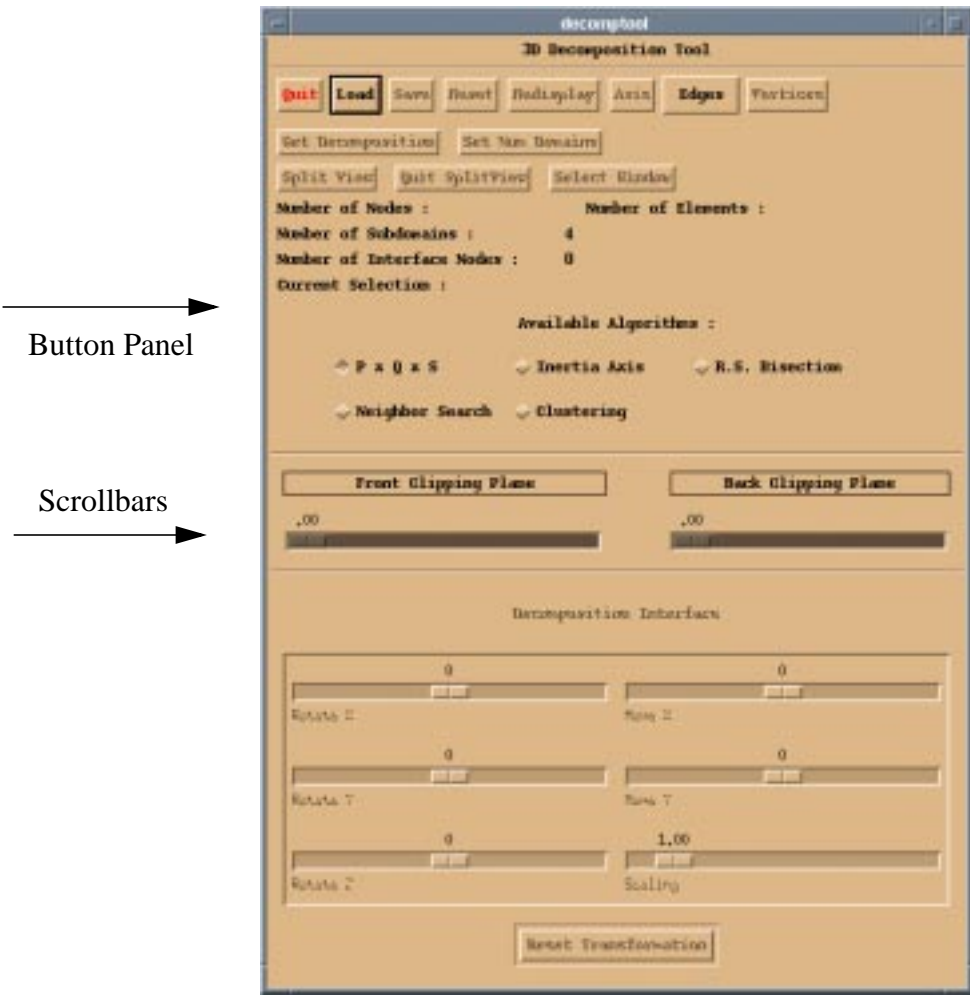 decomptool
3D Decomposition Tool
Quit Load Save Reset Redisplay Axis Edges Vertices
Get Decomposition Set Num Domains
Split View Quit SplitView Select Window
Number of Nodes : Number of Elements :
Number of Subdomains : 4
Number of Interface Nodes : 0
Current Selection :
Button Panel
Available Algorithms :
P x Q x S Inertia Axis R.S. Bisection
Neighbor Search Clustering
Scrollbars
Front Clipping Plane Back Clipping Plane
.00 .00
Decomposition Interface
0 0
Rotate X Move X
0 0
Rotate Y Move Y
0 1.00
Rotate Z Scaling
Reset Transformation